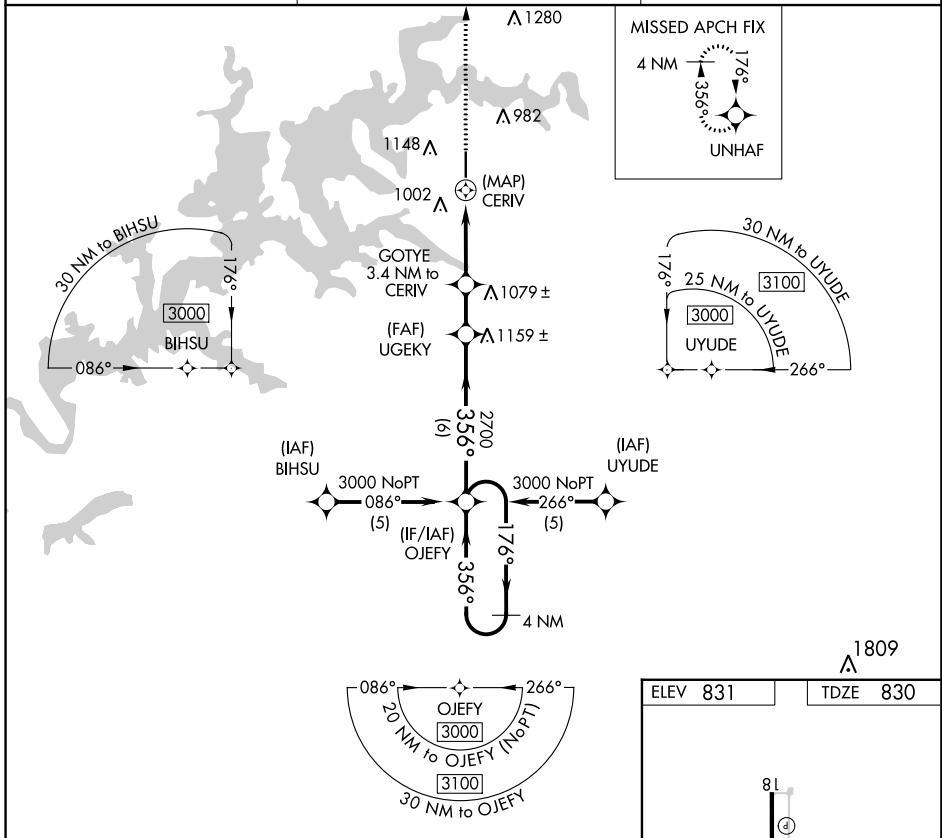 1280
MISSED APCH FIX
4 NM
176°
356°
UNHAF
982
1148
1002
(MAP)
CERIV
30 NM to BIHSU
176°
3000
BIHSU
086°
GOTYE
3.4 NM to
CERIV
1079 ±
(FAF)
UGEKY
1159 ±
30 NM to UYUDE
3100
176°
25 NM to UYUDE
3000
UYUDE
266°
2700
356°
(6)
(IAF)
BIHSU
3000 NoPT
086°
(5)
(IAF)
UYUDE
3000 NoPT
266°
(5)
(IF/IAF)
OJEFY
176°
356°
4 NM
1809
086°
266°
OJEFY
3000
20 NM to OJEFY (NoPT)
3100
30 NM to OJEFY
ELEV 831
TDZE 830
18
P